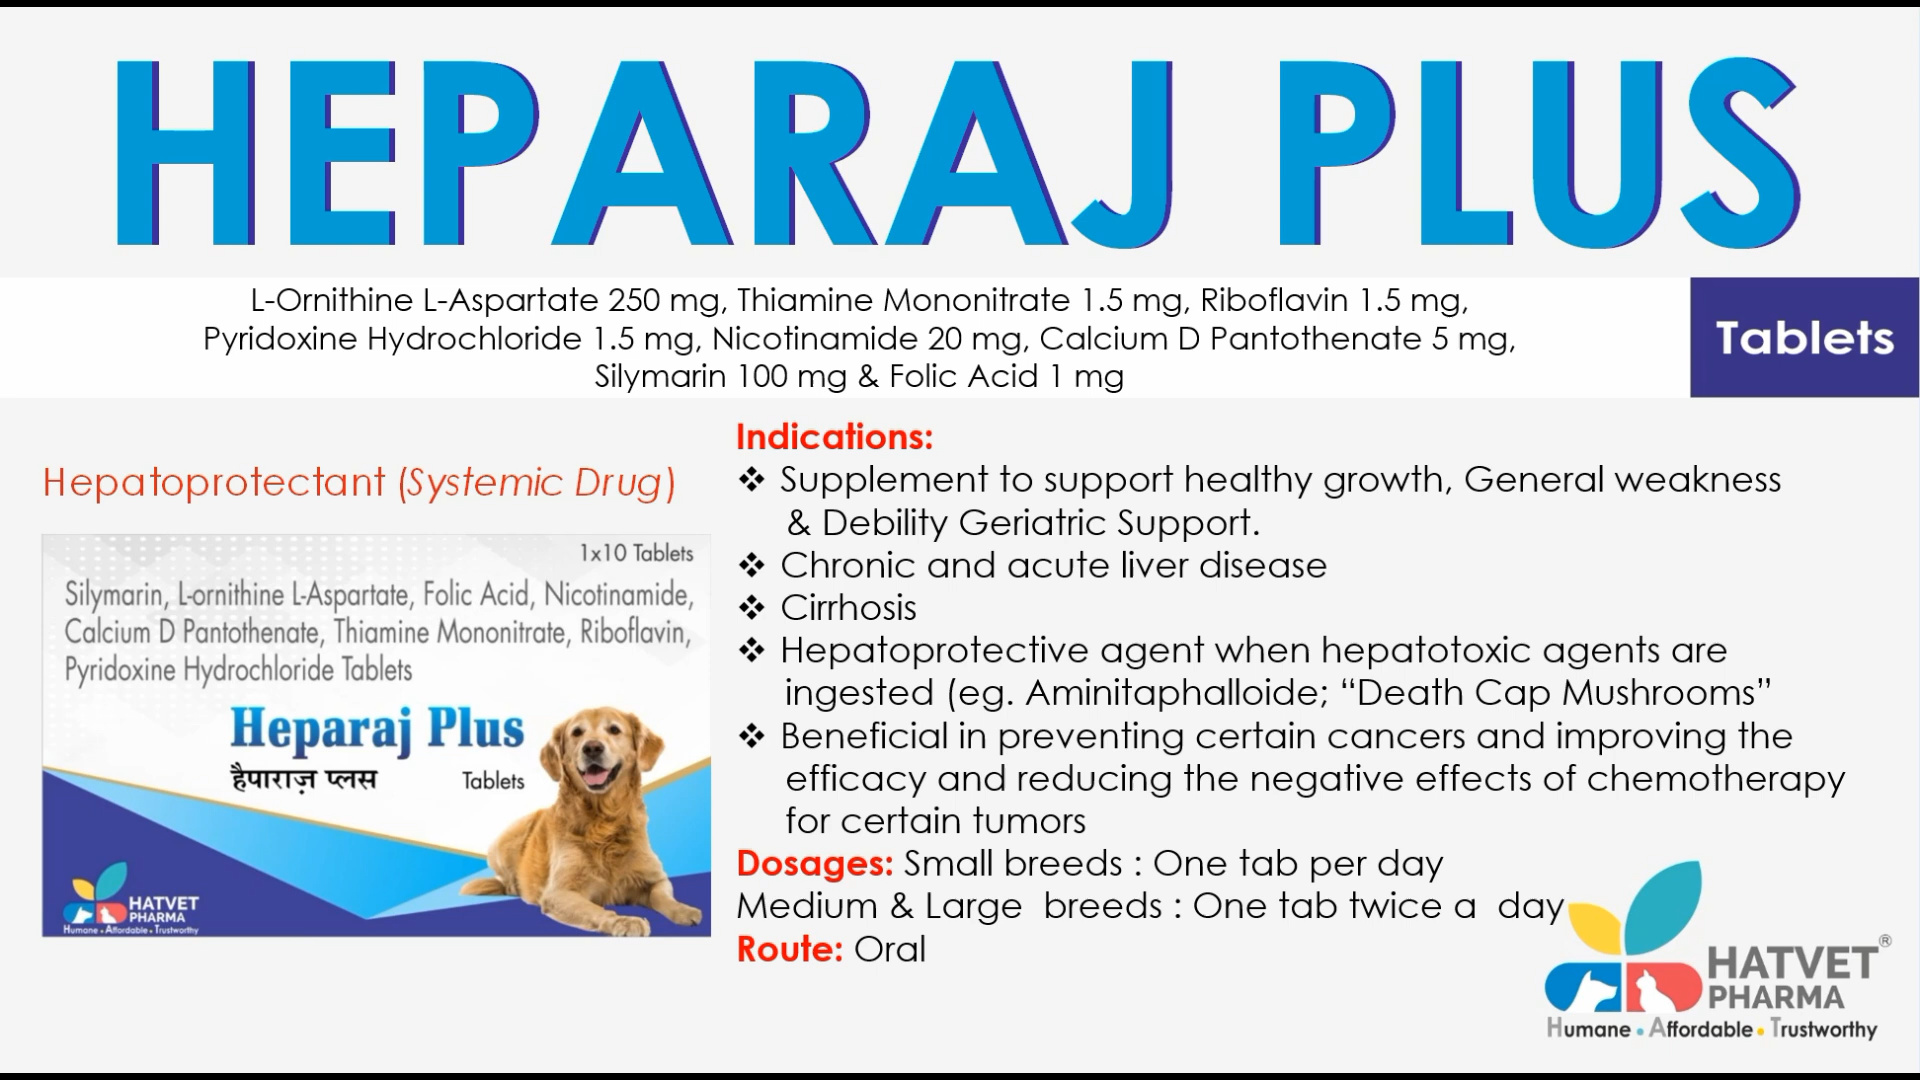 HEPARAJ PLUS
L-Ornithine L-Aspartate 250 mg, Thiamine Mononitrate 1.5 mg, Riboflavin 1.5 mg,
Pyridoxine Hydrochloride 1.5 mg, Nicotinamide 20 mg, Calcium D Pantothenate 5 mg,
Silymarin 100 mg & Folic Acid 1 mg
Tablets
Hepatoprotectant (Systemic Drug)
1x10 Tablets
Silymarin, L-ornithine L-Aspartate, Folic Acid, Nicotinamide,
Calcium D Pantothenate, Thiamine Mononitrate, Riboflavin,
Pyridoxine Hydrochloride Tablets
Heparaj Plus
हैपाराज़ प्लस Tablets
HATVET
PHARMA
Humane • Affordable • Trustworthy
Indications:
❖ Supplement to support healthy growth, General weakness
& Debility Geriatric Support.
❖ Chronic and acute liver disease
❖ Cirrhosis
❖ Hepatoprotective agent when hepatotoxic agents are
ingested (eg. Aminitaphalloide; “Death Cap Mushrooms”
❖ Beneficial in preventing certain cancers and improving the
efficacy and reducing the negative effects of chemotherapy
for certain tumors
Dosages: Small breeds : One tab per day
Medium & Large breeds : One tab twice a day
Route: Oral
HATVET®
PHARMA
Humane • Affordable • Trustworthy